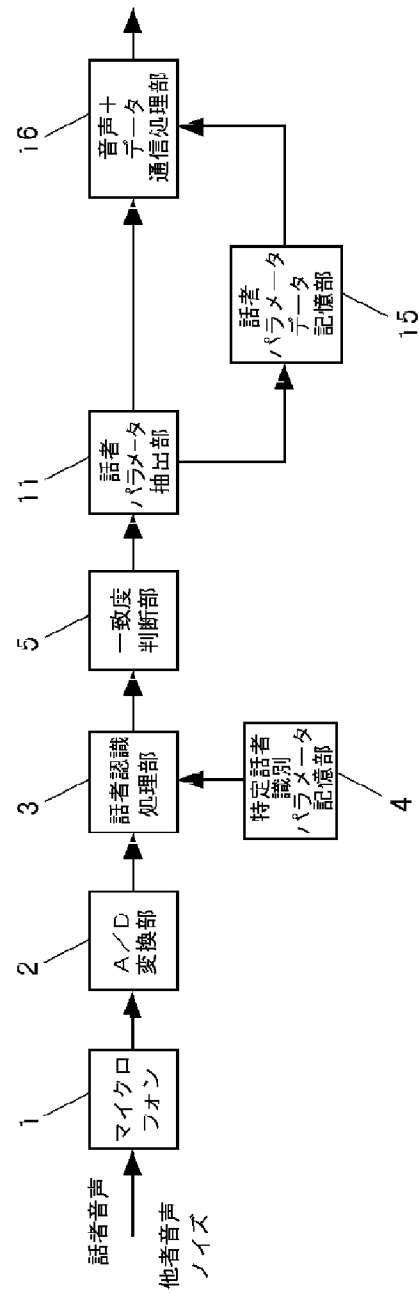 話者音声
他者音声
ノイズ
1
マイクロ
フォン
2
A/D
変換部
3
話者認識
処理部
4
特定話者
識別
パラメータ
記憶部
5
一致度
判断部
11
話者
パラメータ
抽出部
15
話者
パラメータ
データ
記憶部
16
音声+
データ
通信処理部